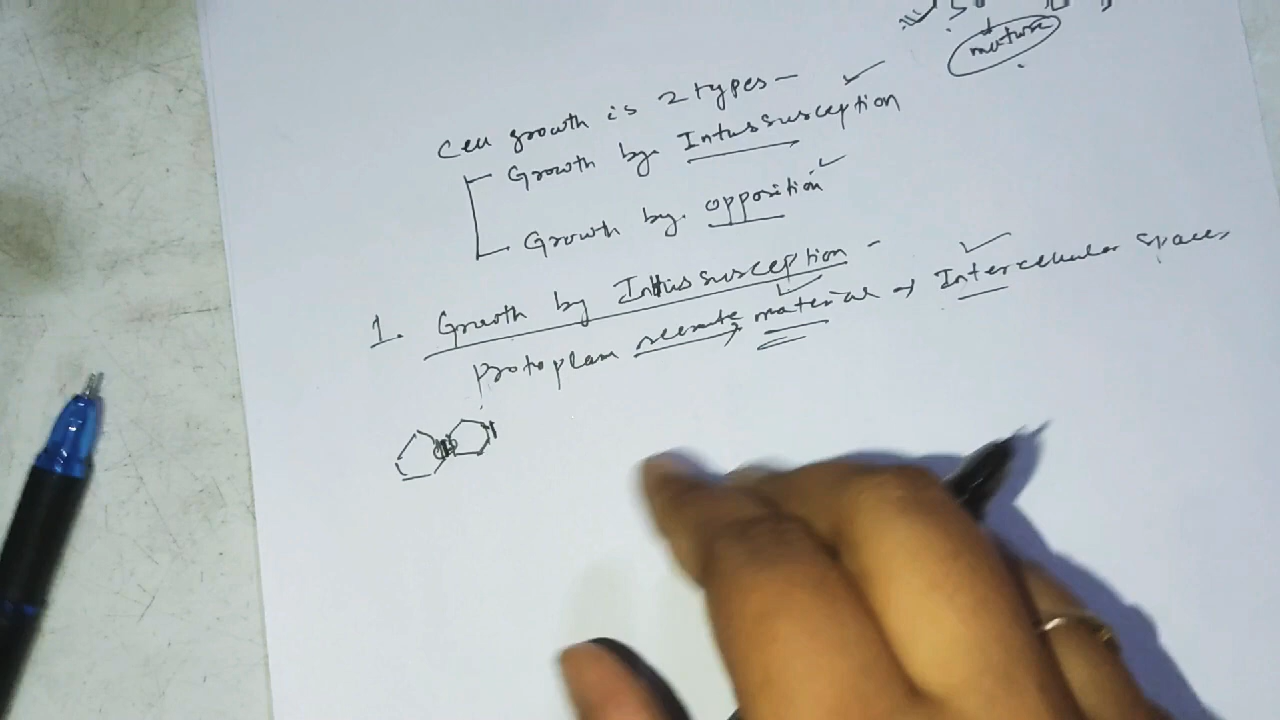 mature
Cell growth is 2 types -
Growth by Intussusception
Growth by opposition
1. Growth by Intussusception -
Protoplasm secrete material → Intercellular space,